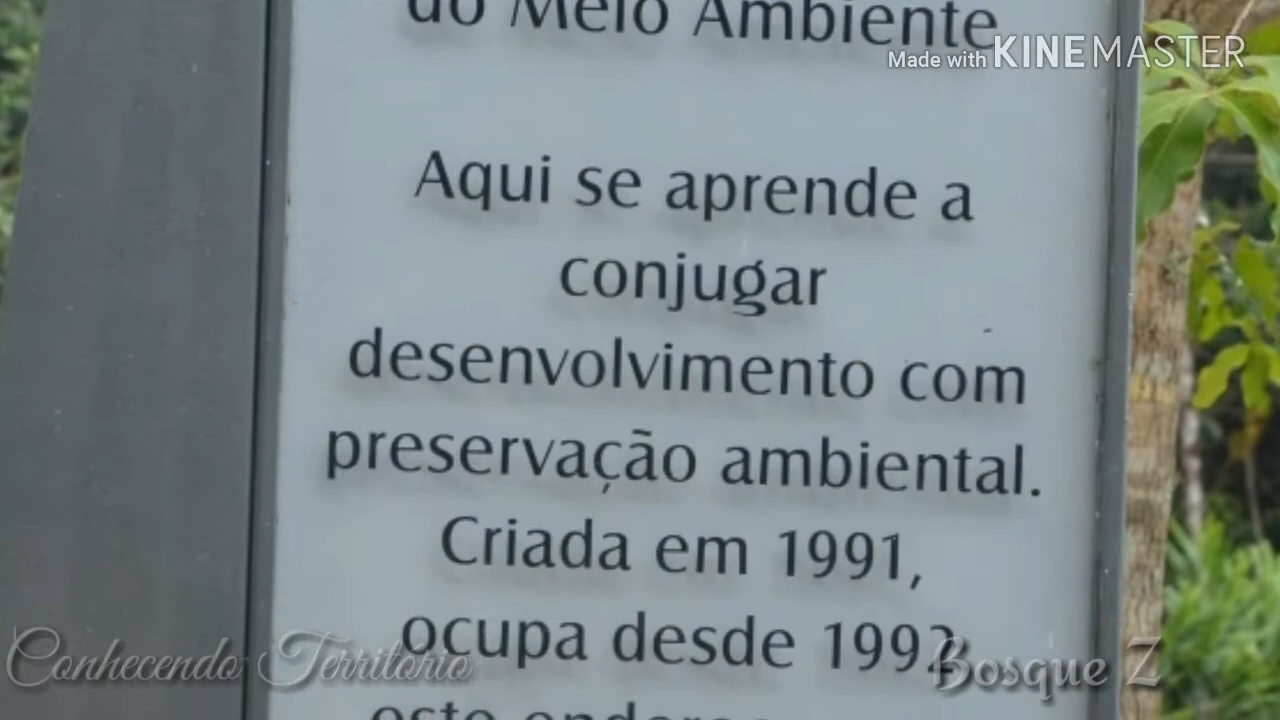 do Meio Ambiente
Made with KINEMASTER
Aqui se aprende a
conjugar
desenvolvimento com
preservação ambiental.
Criada em 1991,
ocupa desde 1992
Conhecendo Território
Bosque Z